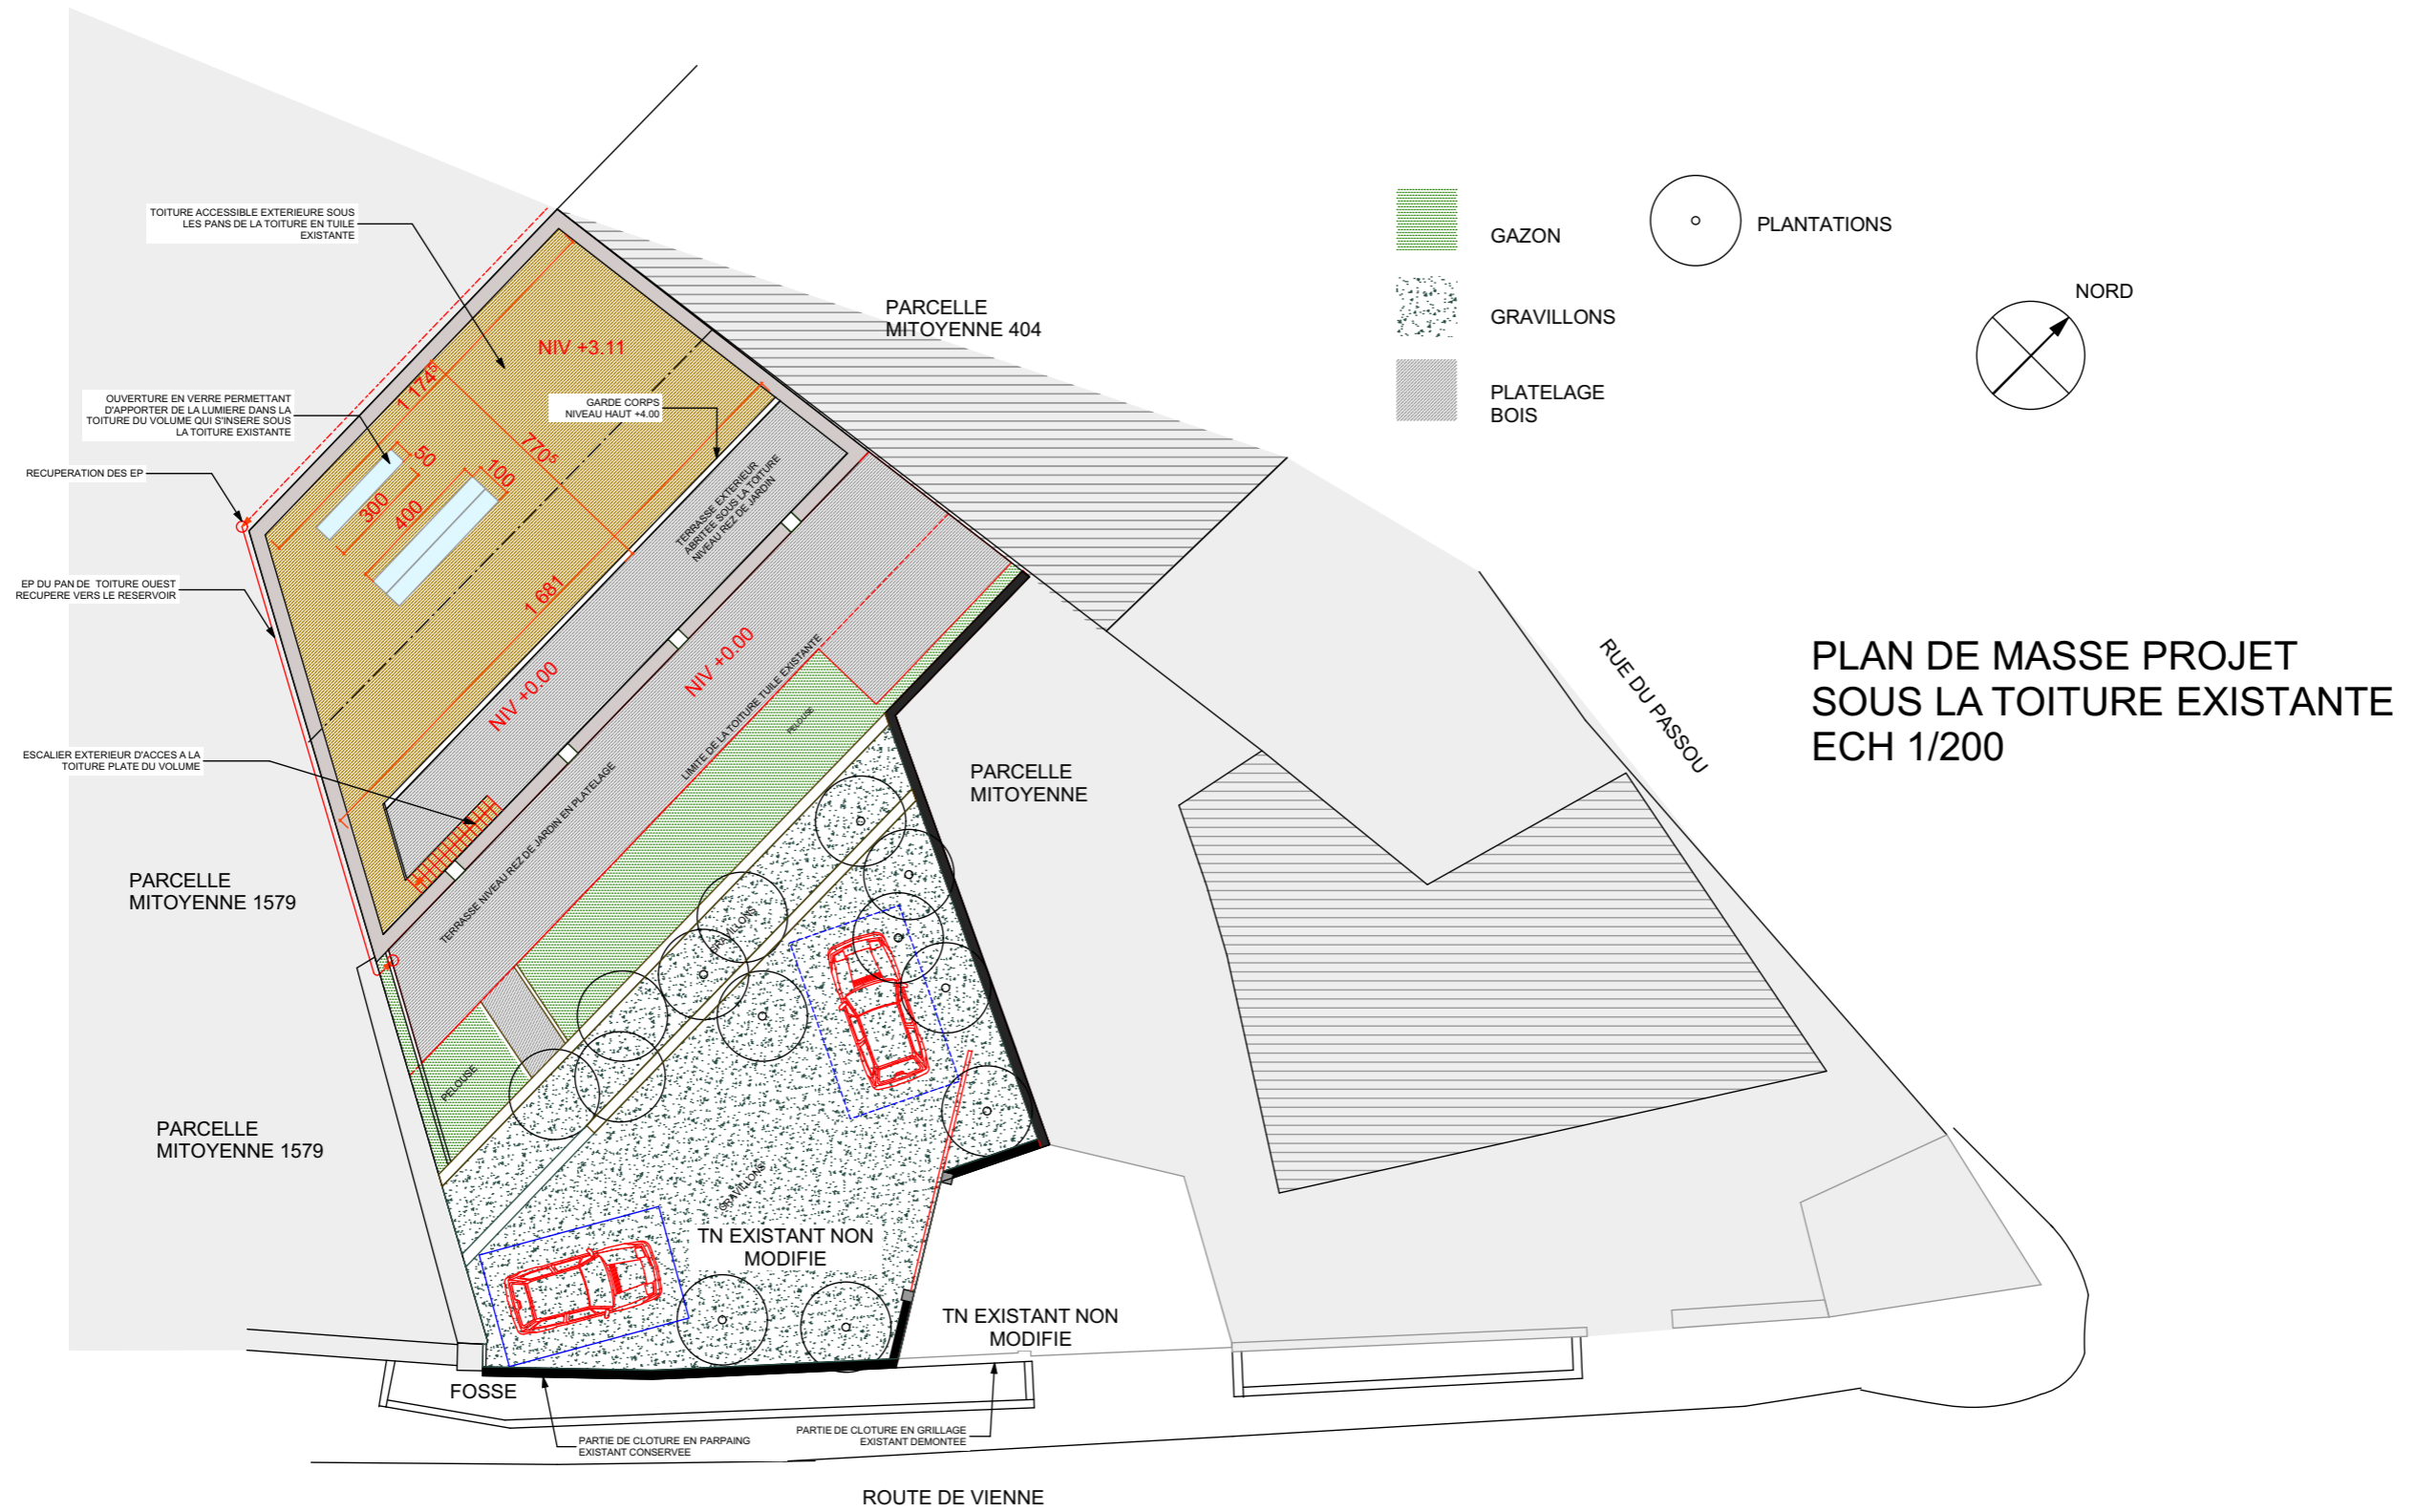 TOITURE ACCESSIBLE EXTERIEURE SOUS
LES PANS DE LA TOITURE EN TUILE
EXISTANTE
OUVERTURE EN VERRE PERMETTANT
D'APPORTER DE LA LUMIERE DANS LA
TOITURE DU VOLUME QUI S'INSERE SOUS
LA TOITURE EXISTANTE
RECUPERATION DES EP
EP DU PAN DE TOITURE OUEST
RECUPERE VERS LE RESERVOIR
ESCALIER EXTERIEUR D'ACCES A LA
TOITURE PLATE DU VOLUME
PARCELLE
MITOYENNE 1579
PARCELLE
MITOYENNE 1579
NIV +3.11
1 174⁵
GARDE CORPS
NIVEAU HAUT +4.00
770⁵
50
100
300
400
1 681
TERRASSE EXTERIEUR
ABRITEE SOUS LA TOITURE
NIVEAU REZ DE JARDIN
NIV +0.00
NIV +0.00
LIMITE DE LA TOITURE TUILE EXISTANTE
TERRASSE NIVEAU REZ DE JARDIN EN PLATELAGE
PELOUSE
PELOUSE
GRAVILLONS
GRAVILLONS
TN EXISTANT NON
MODIFIE
TN EXISTANT NON
MODIFIE
FOSSE
PARTIE DE CLOTURE EN PARPAING
EXISTANT CONSERVEE
PARTIE DE CLOTURE EN GRILLAGE
EXISTANT DEMONTEE
ROUTE DE VIENNE
PARCELLE
MITOYENNE 404
PARCELLE
MITOYENNE
RUE DU PASSOU
GAZON
PLANTATIONS
GRAVILLONS
PLATELAGE
BOIS
NORD
PLAN DE MASSE PROJET
SOUS LA TOITURE EXISTANTE
ECH 1/200